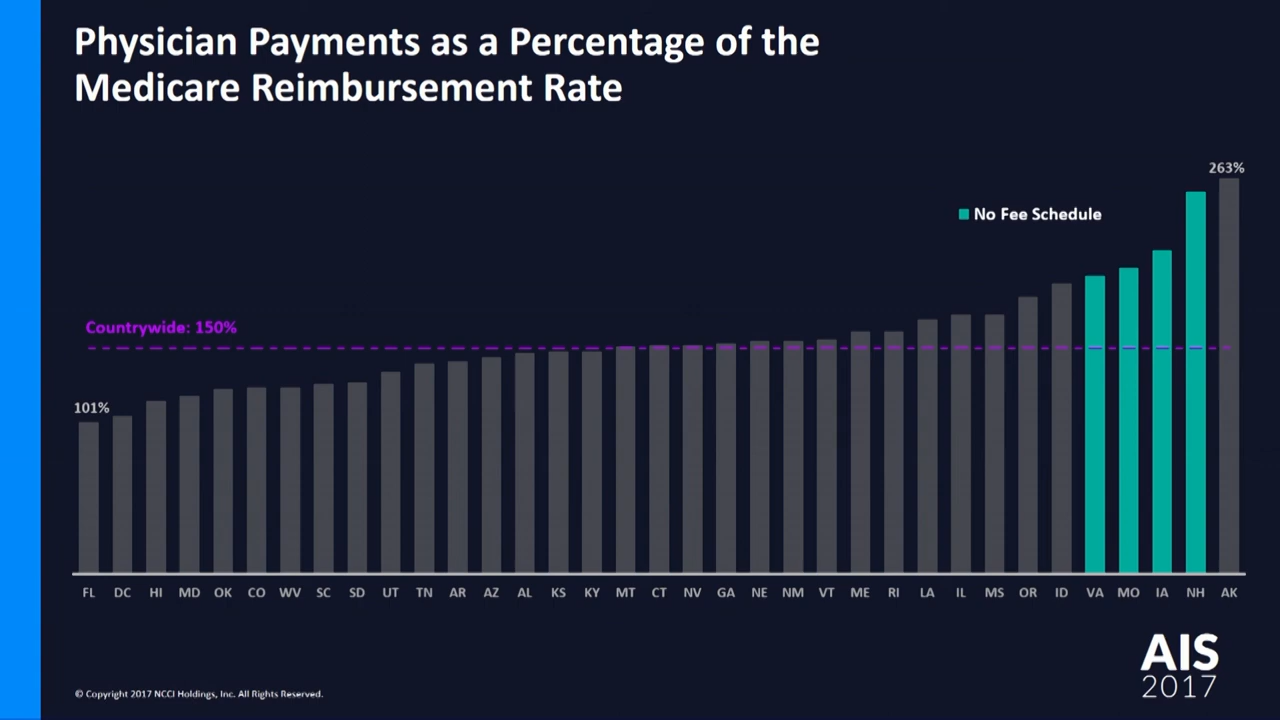 Physician Payments as a Percentage of the
Medicare Reimbursement Rate
263%
No Fee Schedule
Countrywide: 150%
101%
FL DC HI MD OK CO WV SC SD UT TN AR AZ AL KS KY MT CT NV GA NE NM VT ME RI LA IL MS OR ID VA MO IA NH AK
AIS
2017
© Copyright 2017 NCCI Holdings, Inc. All Rights Reserved.